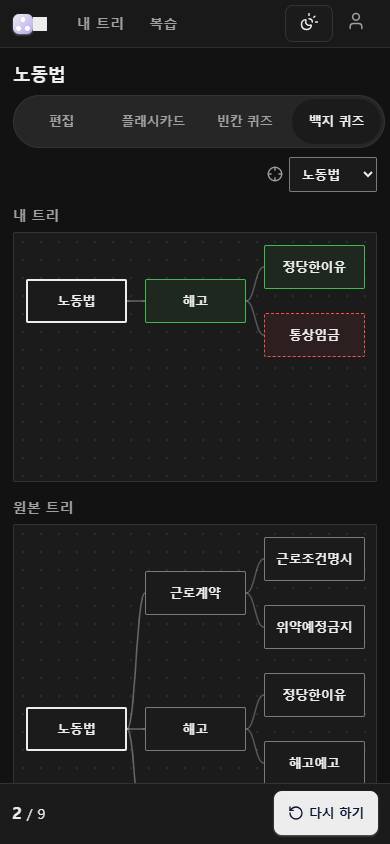 내 트리
복습
노동법
편집
플래시카드
빈칸 퀴즈
백지 퀴즈
노동법
내 트리
노동법
해고
정당한이유
통상임금
원본 트리
근로계약
근로조건명시
위약예정금지
노동법
해고
정당한이유
해고예고
2 / 9
다시 하기